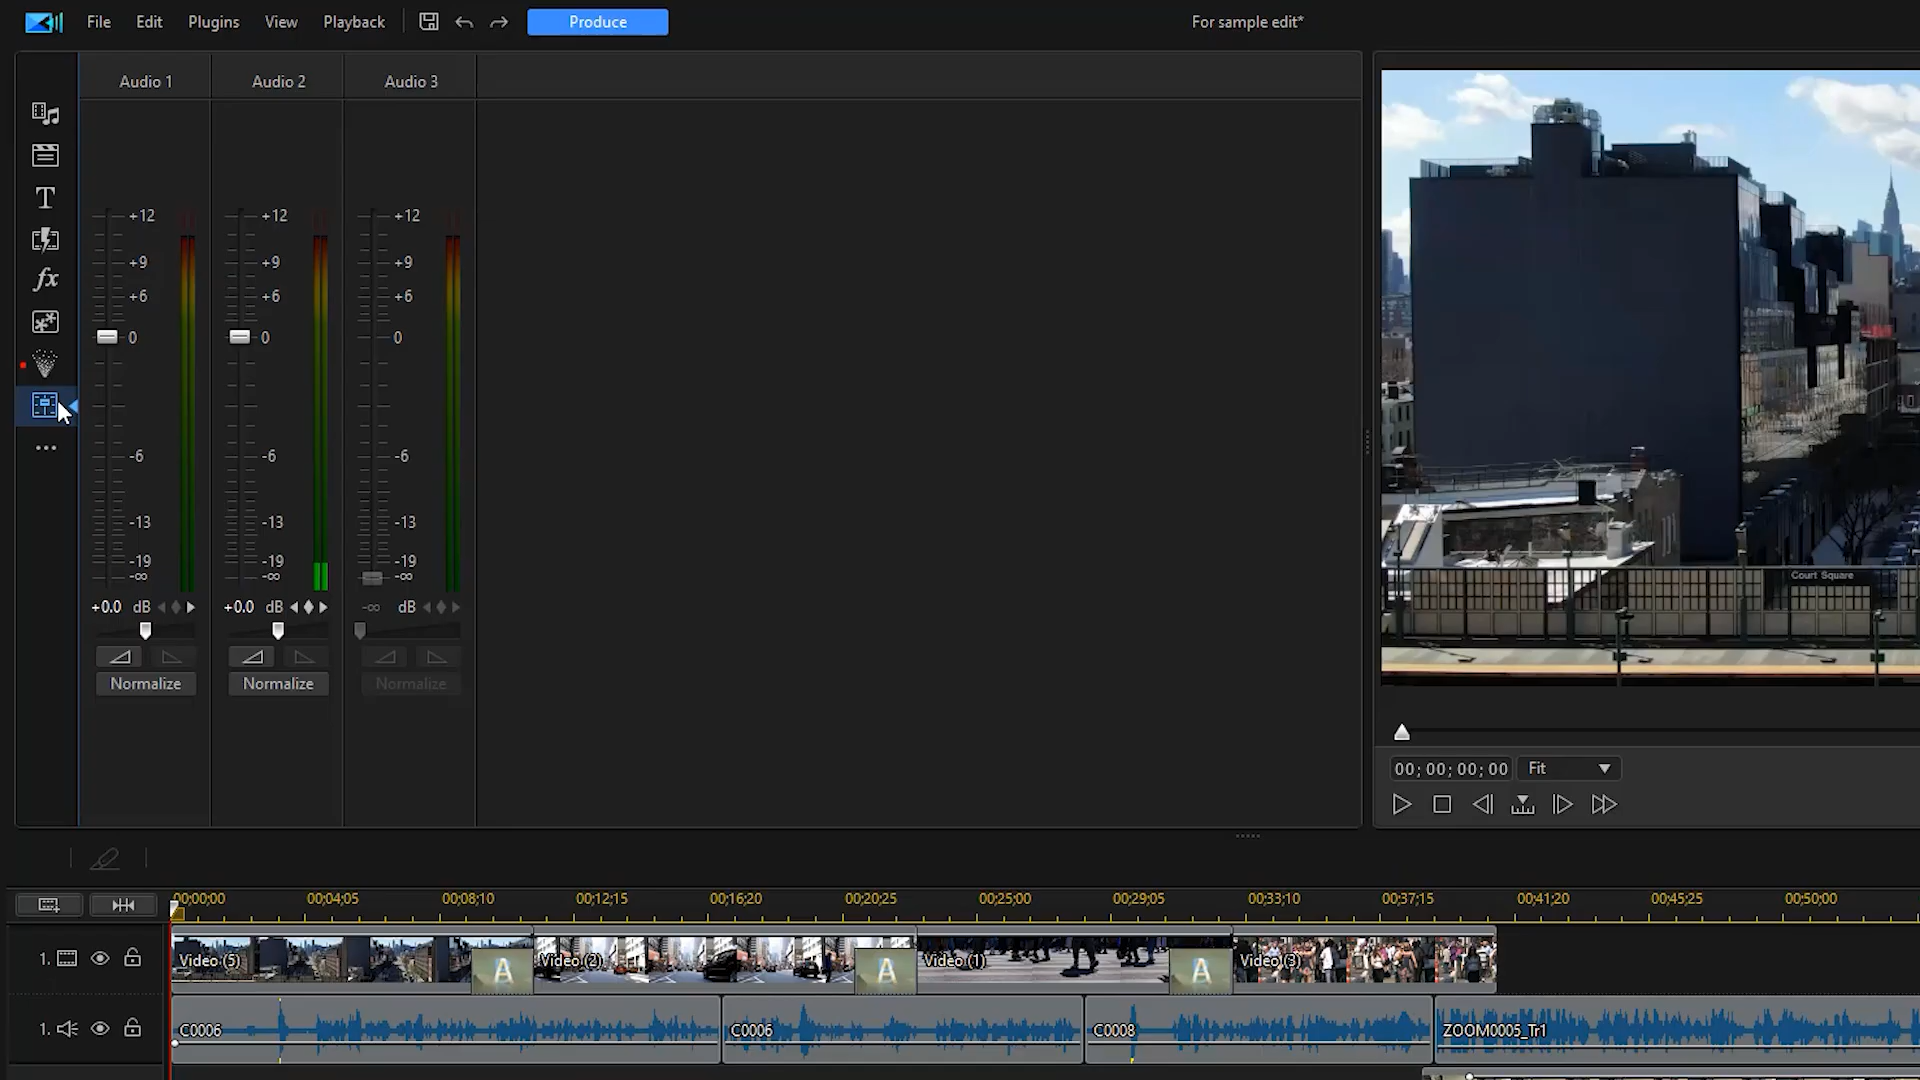 File Edit View Plugins View Playback Produce For sample edit*
Audio 1 Audio 2 Audio 3
T
fx
+12 +12 +12
+9 +9 +9
+6 +6 +6
0 0 0
-6 -6 -6
-13 -13 -13
-19 -19 -19
-∞ -∞ -∞
+0.0 dB +0.0 dB -∞ dB
Normalize Normalize Normalize
Court Square
00;00;00;00 Fit
00;00;00 00;04;05 00;08;10 00;12;15 00;16;20 00;20;25 00;25;00 00;29;05 00;33;10 00;37;15 00;41;20 00;45;25 00;50;00
1. Video (5) A Video (2) A Video (1) A Video (3)
1. C0006 C0006 C0008 ZOOM0005_Tr1